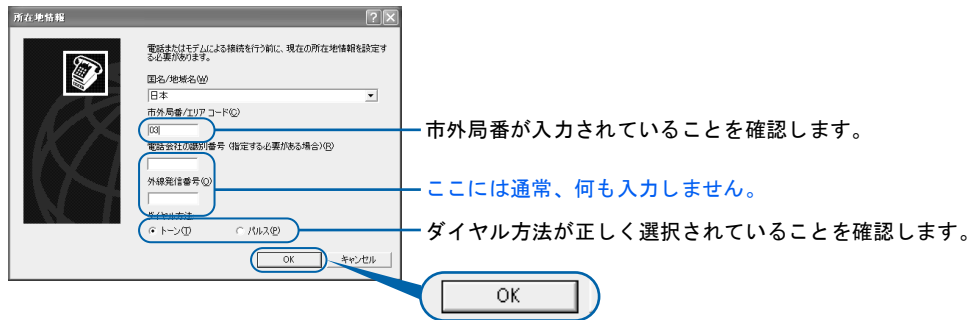 所在地情報
電話またはモデムによる接続を行う前に、現在の所在地情報を設定す
る必要があります。
国名/地域名(W)
日本
市外局番/エリア コード(C)
03
市外局番が入力されていることを確認します。
電話会社の識別番号 (指定する必要がある場合)(R)
外線発信番号(O)
ここには通常、何も入力しません。
ダイヤル方法
トーン(T)
パルス(P)
ダイヤル方法が正しく選択されていることを確認します。
OK
キャンセル
OK